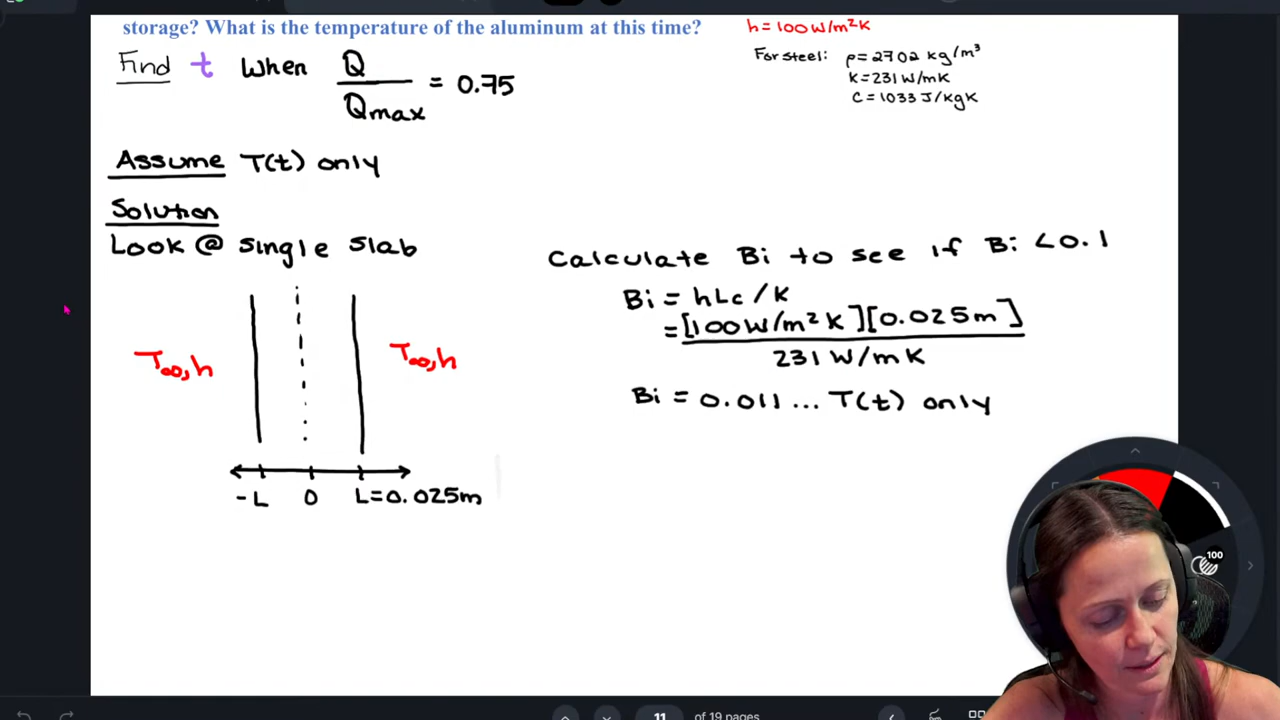 storage? What is the temperature of the aluminum at this time?
h = 100 W/m²K
For steel: ρ = 2702 kg/m³
K = 231 W/mK
C = 1033 J/kgK
Find t when Q / Qmax = 0.75
Assume T(t) only
Solution
Look @ single slab
T∞,h
T∞,h
-L 0 L=0.025m
Calculate Bi to see if Bi < 0.1
Bi = hLc / K
= [100 W/m² K][0.025m]
231 W/mK
Bi = 0.011 ... T(t) only
100
11 of 19 pages